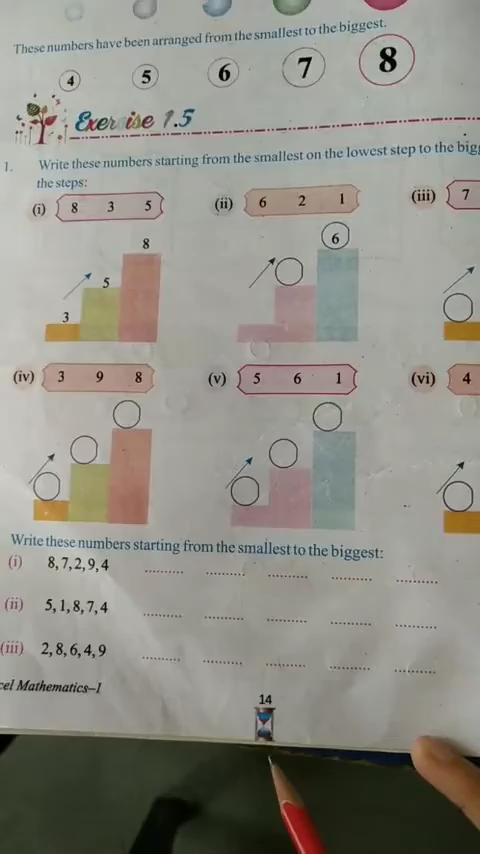 These numbers have been arranged from the smallest to the biggest.
4 5 6 7 8
Exercise 1.5
1. Write these numbers starting from the smallest on the lowest step to the
the steps:
(i) 8 3 5 (ii) 6 2 1 (iii) 7
8 6
5
3
(iv) 3 9 8 (v) 5 6 1 (vi) 4
Write these numbers starting from the smallest to the biggest:
(i) 8, 7, 2, 9, 4 .......... .......... .......... .......... ..........
(ii) 5, 1, 8, 7, 4 .......... .......... .......... .......... ..........
(iii) 2, 8, 6, 4, 9 .......... .......... .......... .......... ..........
Mathematics–I
14